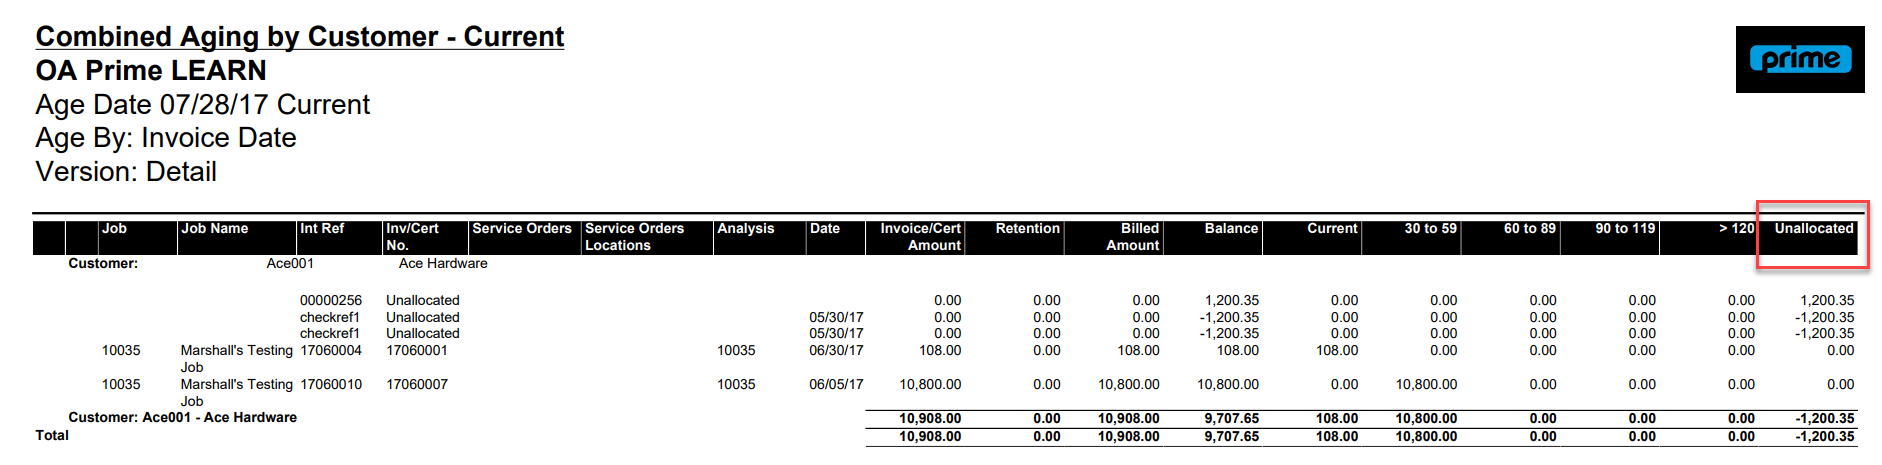 Combined Aging by Customer - Current
prime
OA Prime LEARN
Age Date 07/28/17 Current
Age By: Invoice Date
Version: Detail
Job Job Name Int Ref Inv/Cert No. Service Orders Service Orders Locations Analysis Date Invoice/Cert Amount Retention Billed Amount Balance Current 30 to 59 60 to 89 90 to 119 > 120 Unallocated
Customer: Ace001 Ace Hardware
00000256 Unallocated 0.00 0.00 0.00 1,200.35 0.00 0.00 0.00 0.00 0.00 1,200.35
checkref1 Unallocated 05/30/17 0.00 0.00 0.00 -1,200.35 0.00 0.00 0.00 0.00 0.00 -1,200.35
checkref1 Unallocated 05/30/17 0.00 0.00 0.00 -1,200.35 0.00 0.00 0.00 0.00 0.00 -1,200.35
10035 Marshall's Testing Job 17060004 17060001 10035 06/30/17 108.00 0.00 108.00 108.00 108.00 0.00 0.00 0.00 0.00 0.00
10035 Marshall's Testing Job 17060010 17060007 10035 06/05/17 10,800.00 0.00 10,800.00 10,800.00 0.00 10,800.00 0.00 0.00 0.00 0.00
Customer: Ace001 - Ace Hardware 10,908.00 0.00 10,908.00 9,707.65 108.00 10,800.00 0.00 0.00 0.00 -1,200.35
Total 10,908.00 0.00 10,908.00 9,707.65 108.00 10,800.00 0.00 0.00 0.00 -1,200.35